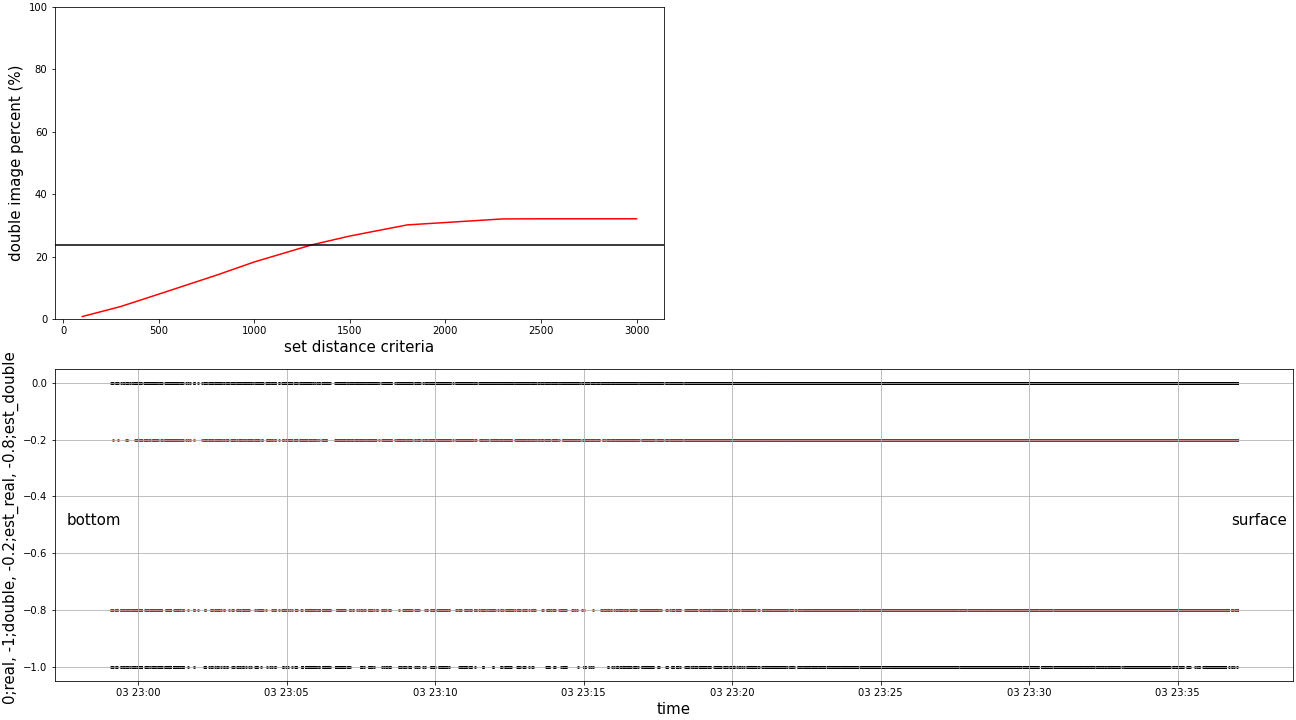 100
80
60
40
20
0
double image percent (%)
0 500 1000 1500 2000 2500 3000
set distance criteria
0.0
−0.2
−0.4
−0.6
−0.8
−1.0
0;real, -1;double, -0.2;est_real, -0.8;est_double
bottom
surface
03 23:00 03 23:05 03 23:10 03 23:15 03 23:20 03 23:25 03 23:30 03 23:35
time